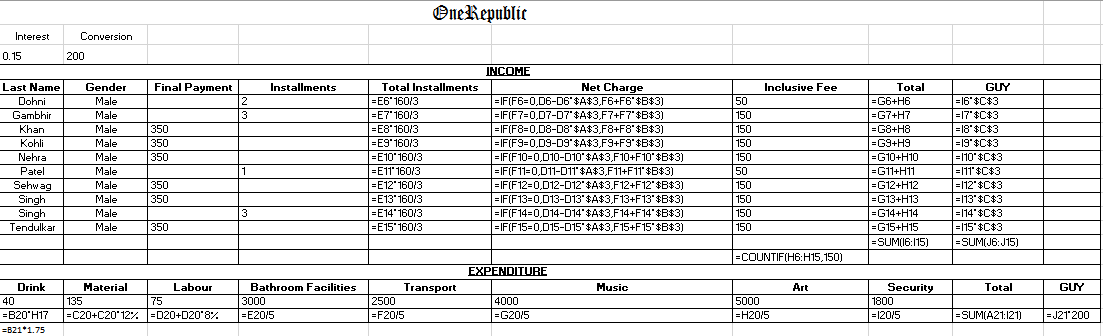 OneRepublic
Interest Conversion
0.15 200
INCOME
Last Name Gender Final Payment Installments Total Installments Net Charge Inclusive Fee Total GUY
Dohni Male 2 =E6*160/3 =IF(F6=0,D6-D6*$A$3,F6+F6*$B$3) 50 =G6+H6 =I6*$C$3
Gambhir Male 3 =E7*160/3 =IF(F7=0,D7-D7*$A$3,F7+F7*$B$3) 150 =G7+H7 =I7*$C$3
Khan Male 350 =E8*160/3 =IF(F8=0,D8-D8*$A$3,F8+F8*$B$3) 150 =G8+H8 =I8*$C$3
Kohli Male 350 =E9*160/3 =IF(F9=0,D9-D9*$A$3,F9+F9*$B$3) 150 =G9+H9 =I9*$C$3
Nehra Male 350 =E10*160/3 =IF(F10=0,D10-D10*$A$3,F10+F10*$B$3) 150 =G10+H10 =I10*$C$3
Patel Male 1 =E11*160/3 =IF(F11=0,D11-D11*$A$3,F11+F11*$B$3) 50 =G11+H11 =I11*$C$3
Sehwag Male 350 =E12*160/3 =IF(F12=0,D12-D12*$A$3,F12+F12*$B$3) 150 =G12+H12 =I12*$C$3
Singh Male 350 =E13*160/3 =IF(F13=0,D13-D13*$A$3,F13+F13*$B$3) 150 =G13+H13 =I13*$C$3
Singh Male 3 =E14*160/3 =IF(F14=0,D14-D14*$A$3,F14+F14*$B$3) 150 =G14+H14 =I14*$C$3
Tendulkar Male 350 =E15*160/3 =IF(F15=0,D15-D15*$A$3,F15+F15*$B$3) 150 =G15+H15 =I15*$C$3
=SUM(I6:I15) =SUM(J6:J15)
=COUNTIF(H6:H15,150)
EXPENDITURE
Drink Material Labour Bathroom Facilities Transport Music Art Security Total GUY
40 135 75 3000 2500 4000 5000 1800
=B20*H17 =C20+C20*12% =D20+D20*8% =E20/5 =F20/5 =G20/5 =H20/5 =I20/5 =SUM(A21:I21) =J21*200
=B21*1.75